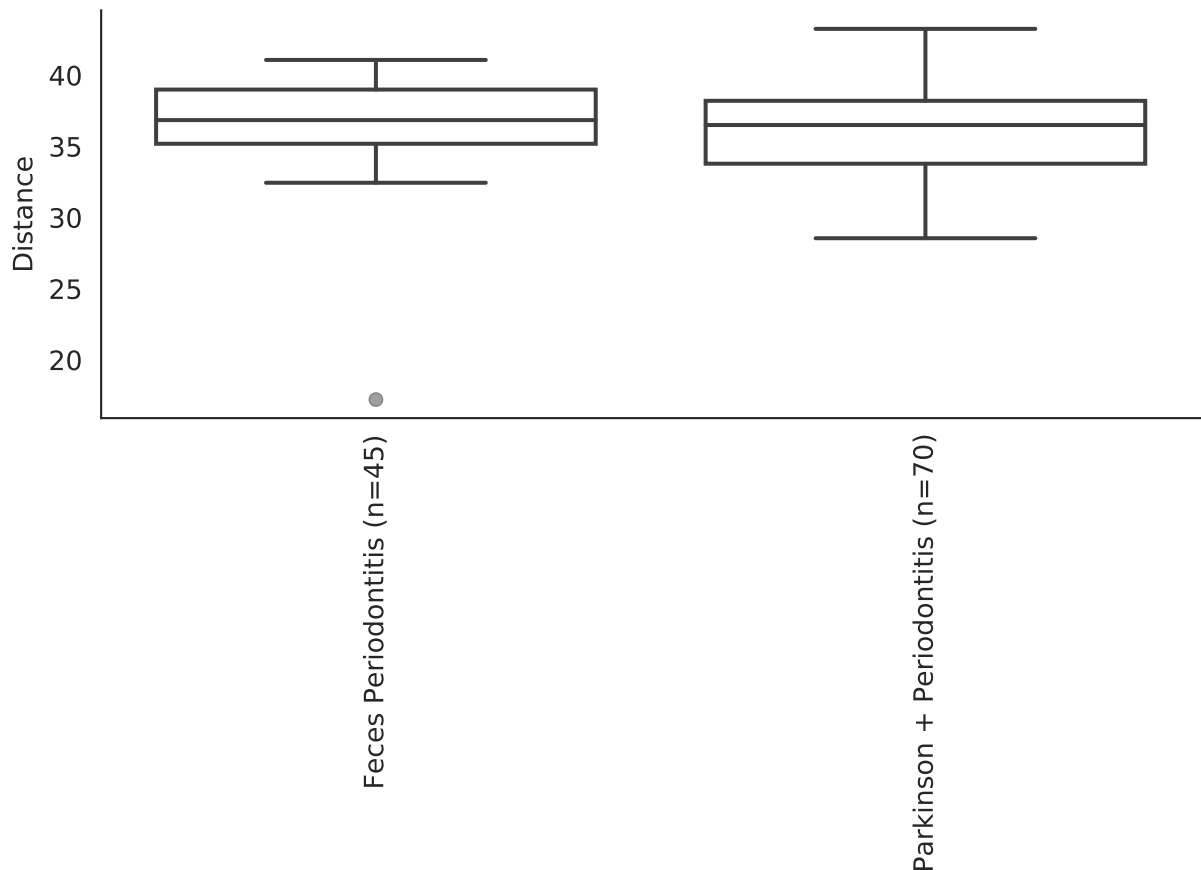 Distance
40
35
30
25
20
Feces Periodontitis (n=45)
Parkinson + Periodontitis (n=70)